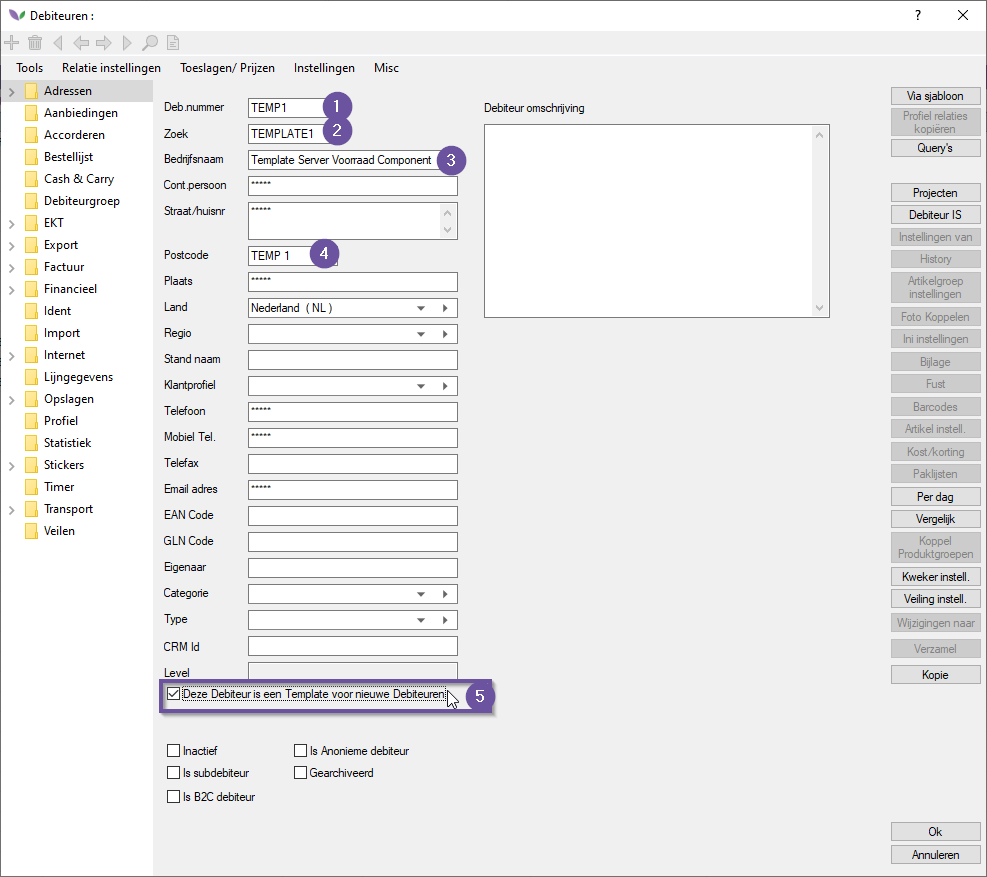 Debiteuren :
?
Tools Relatie instellingen Toeslagen/ Prijzen Instellingen Misc
Adressen
Aanbiedingen
Accorderen
Bestellijst
Cash & Carry
Debiteurgroep
EKT
Export
Factuur
Financieel
Ident
Import
Internet
Lijngegevens
Opslagen
Profiel
Statistiek
Stickers
Timer
Transport
Veilen
Deb.nummer TEMP1 1
Zoek TEMPLATE1 2
Bedrijfsnaam Template Server Voorraad Component 3
Cont.persoon *****
Straat/huisnr *****
Postcode TEMP 1 4
Plaats *****
Land Nederland ( NL )
Regio
Stand naam
Klantprofiel
Telefoon *****
Mobiel Tel. *****
Telefax
Email adres *****
EAN Code
GLN Code
Eigenaar
Categorie
Type
CRM Id
Level
Deze Debiteur is een Template voor nieuwe Debiteuren 5
Inactief Is Anonieme debiteur
Is subdebiteur Gearchiveerd
Is B2C debiteur
Debiteur omschrijving
Via sjabloon
Profiel relaties
kopiëren
Query's
Projecten
Debiteur IS
Instellingen van
History
Artikelgroep
instellingen
Foto Koppelen
Ini instellingen
Bijlage
Fust
Barcodes
Artikel instell.
Kost/korting
Paklijsten
Per dag
Vergelijk
Koppel
Produktgroepen
Kweker instell.
Veiling instell.
Wijzigingen naar
Verzamel
Kopie
Ok
Annuleren